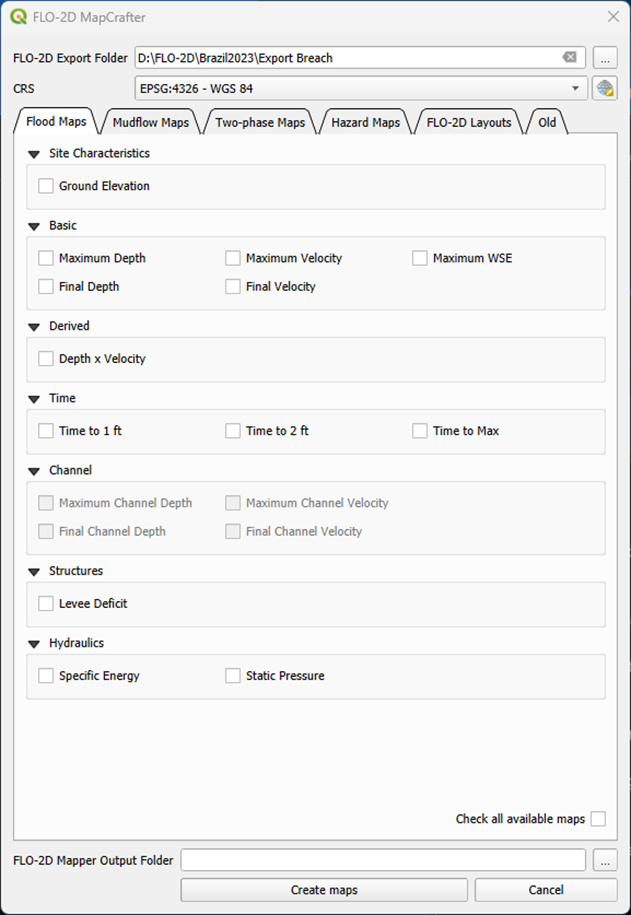 FLO-2D MapCrafter
FLO-2D Export Folder D:\FLO-2D\Brazil2023\Export Breach ...
CRS EPSG:4326 - WGS 84
Flood Maps Mudflow Maps Two-phase Maps Hazard Maps FLO-2D Layouts Old
Site Characteristics
Ground Elevation
Basic
Maximum Depth Maximum Velocity Maximum WSE
Final Depth Final Velocity
Derived
Depth x Velocity
Time
Time to 1 ft Time to 2 ft Time to Max
Channel
Maximum Channel Depth Maximum Channel Velocity
Final Channel Depth Final Channel Velocity
Structures
Levee Deficit
Hydraulics
Specific Energy Static Pressure
Check all available maps
FLO-2D Mapper Output Folder ...
Create maps Cancel